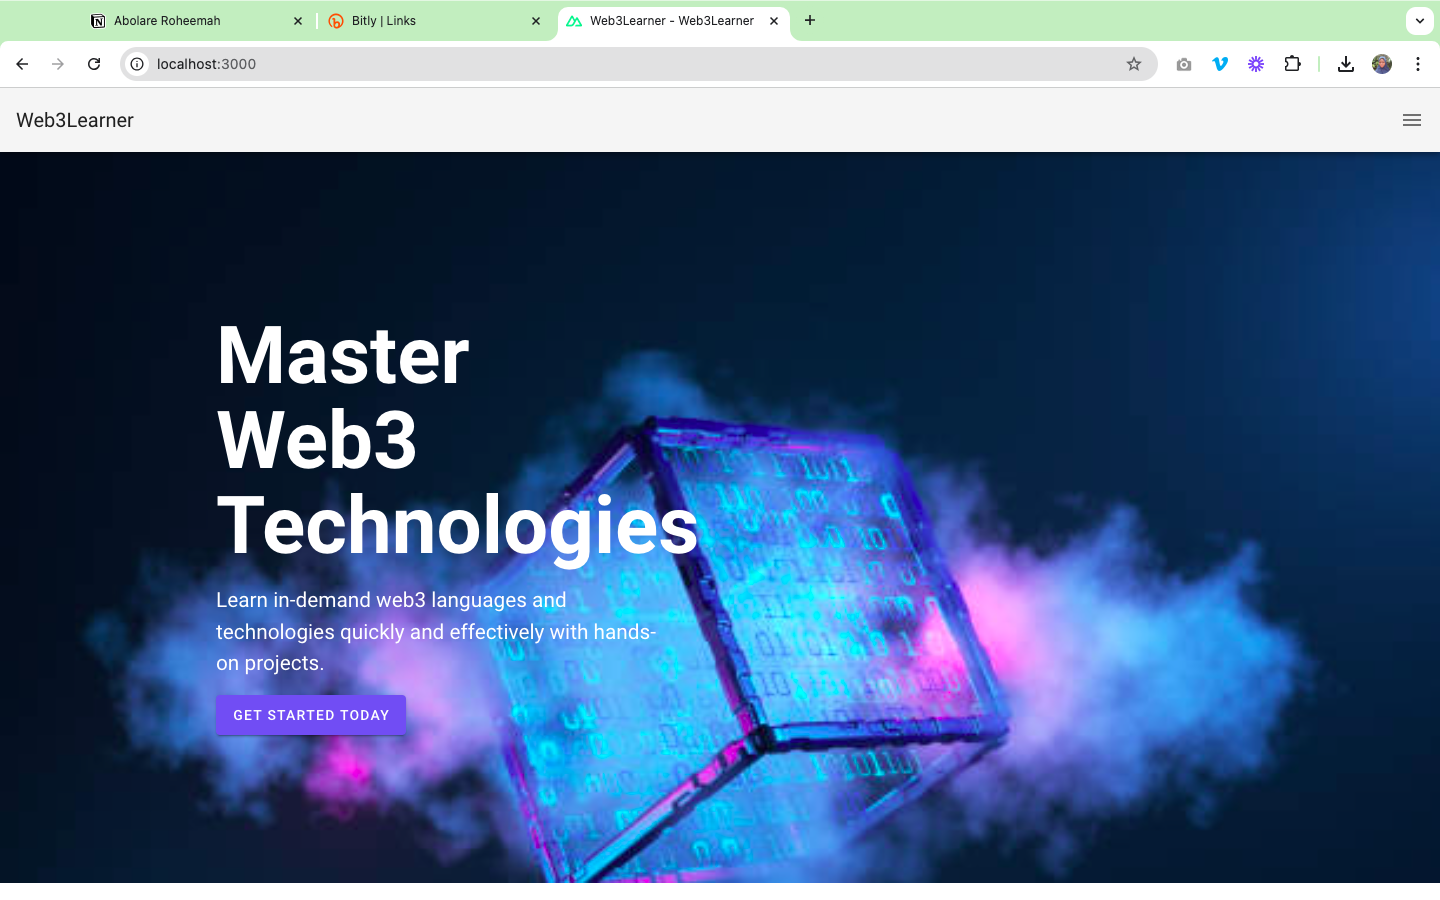 Abolare Roheemah
Bitly | Links
Web3Learner - Web3Learner
localhost:3000
Web3Learner
Master
Web3
Technologies
Learn in-demand web3 languages and
technologies quickly and effectively with hands-
on projects.
GET STARTED TODAY